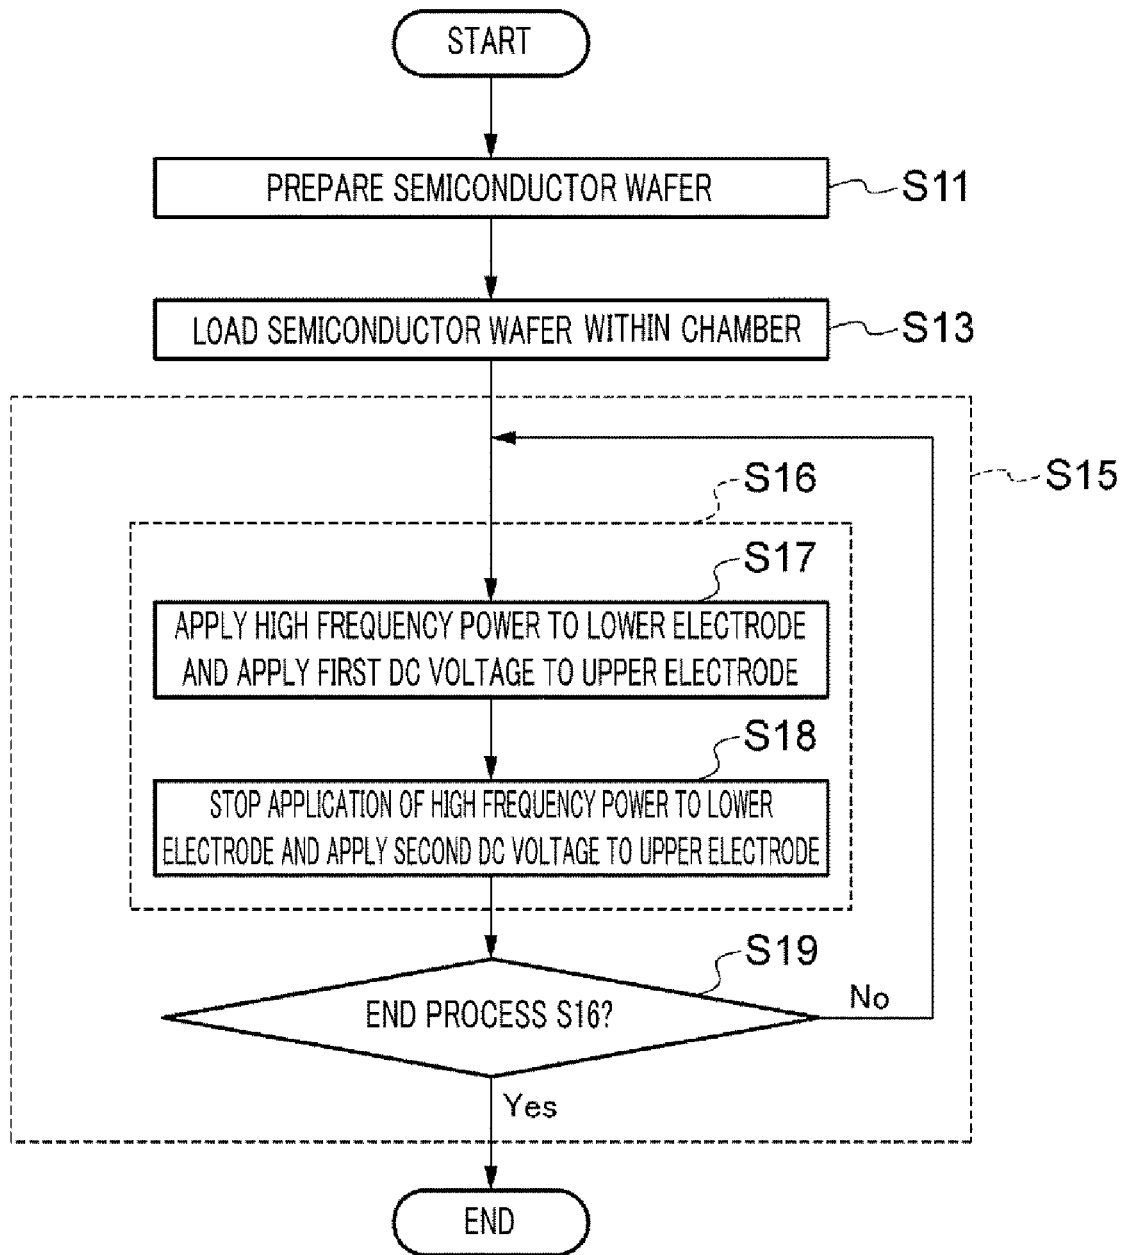 START
PREPARE SEMICONDUCTOR WAFER
S11
LOAD SEMICONDUCTOR WAFER WITHIN CHAMBER
S13
S15
S16
S17
APPLY HIGH FREQUENCY POWER TO LOWER ELECTRODE
AND APPLY FIRST DC VOLTAGE TO UPPER ELECTRODE
S18
STOP APPLICATION OF HIGH FREQUENCY POWER TO LOWER
ELECTRODE AND APPLY SECOND DC VOLTAGE TO UPPER ELECTRODE
S19
END PROCESS S16?
No
Yes
END